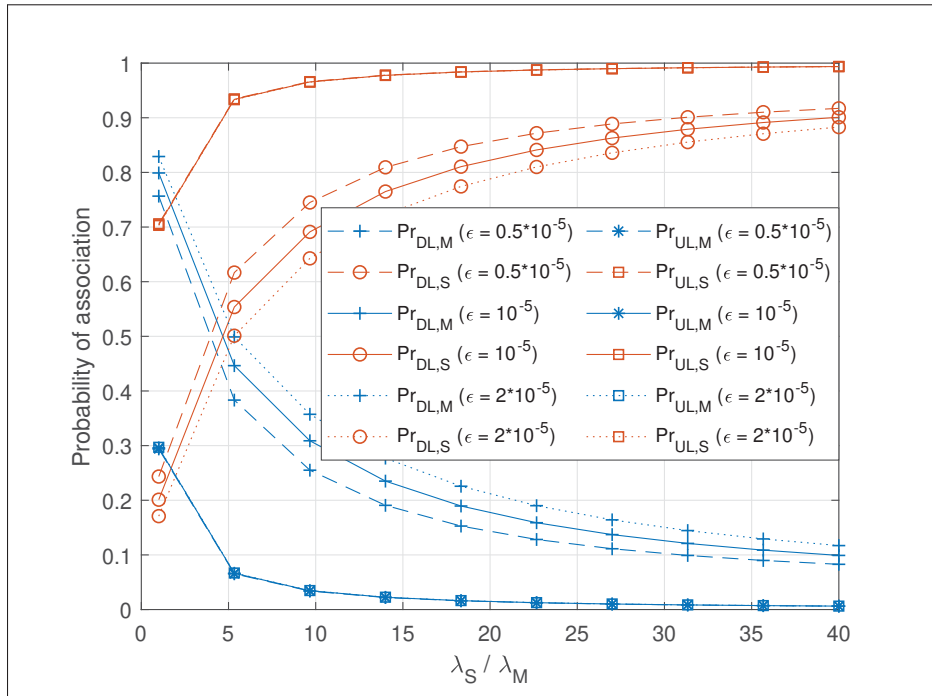 1
0.9
0.8
0.7
0.6
0.5
0.4
0.3
0.2
0.1
0
Probability of association
Pr_DL,M (ϵ = 0.5*10^-5)
Pr_DL,S (ϵ = 0.5*10^-5)
Pr_DL,M (ϵ = 10^-5)
Pr_DL,S (ϵ = 10^-5)
Pr_DL,M (ϵ = 2*10^-5)
Pr_DL,S (ϵ = 2*10^-5)
Pr_UL,M (ϵ = 0.5*10^-5)
Pr_UL,S (ϵ = 0.5*10^-5)
Pr_UL,M (ϵ = 10^-5)
Pr_UL,S (ϵ = 10^-5)
Pr_UL,M (ϵ = 2*10^-5)
Pr_UL,S (ϵ = 2*10^-5)
0 5 10 15 20 25 30 35 40
λ_S / λ_M